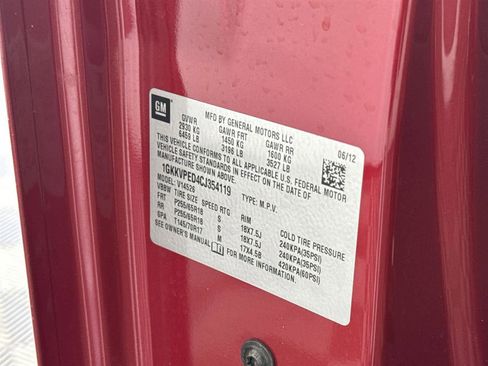 GM
MFD BY GENERAL MOTORS LLC
06/12
GVWR GAWR FRT GAWR RR
2930 KG 1450 KG 1600 KG
6459 LB 3196 LB 3527 LB
THIS VEHICLE CONFORMS TO ALL APPLICABLE U.S. FEDERAL MOTOR
VEHICLE SAFETY STANDARDS IN EFFECT ON THE DATE OF
MANUFACTURE SHOWN ABOVE.
1GKKVPED4CJ354119 TYPE: M.P.V.
MODEL: V14526
VBBW TIRE SIZE SPEED RTG RIM COLD TIRE PRESSURE
FRT P255/65R18 S 18X7.5J 240KPA(35PSI)
RR P255/65R18 S 18X7.5J 240KPA(35PSI)
SPA T145/70R17 M 17X4.5B 420KPA(60PSI)
SEE OWNER'S MANUAL FOR MORE INFORMATION.